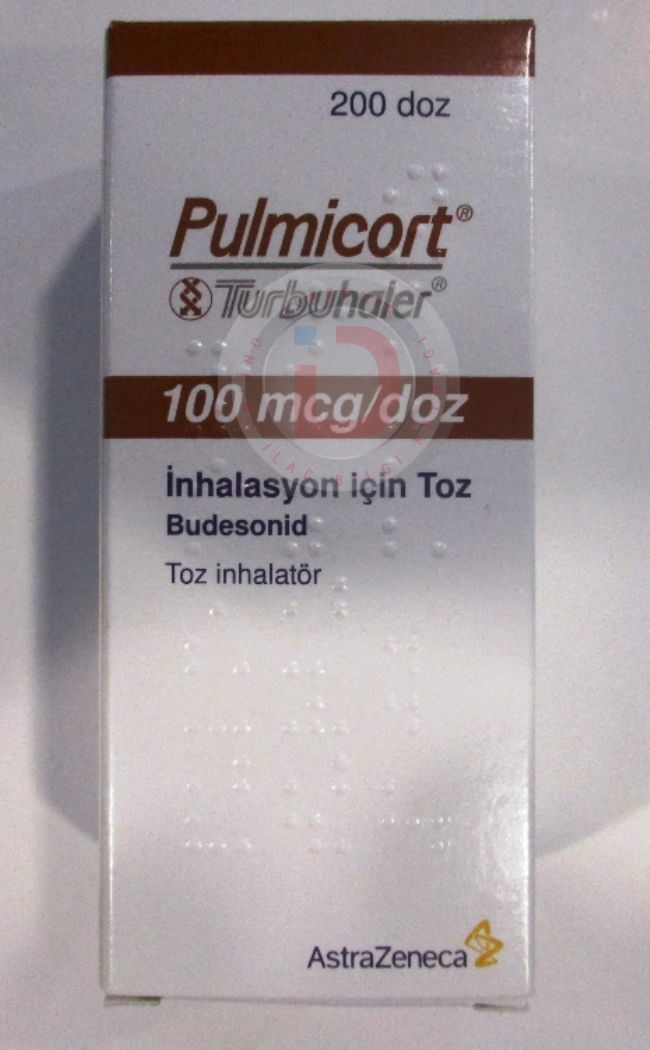 200 doz
Pulmicort®
Turbuhaler®
100 mcg/doz
İnhalasyon için Toz
Budesonid
Toz inhalatör
AstraZeneca